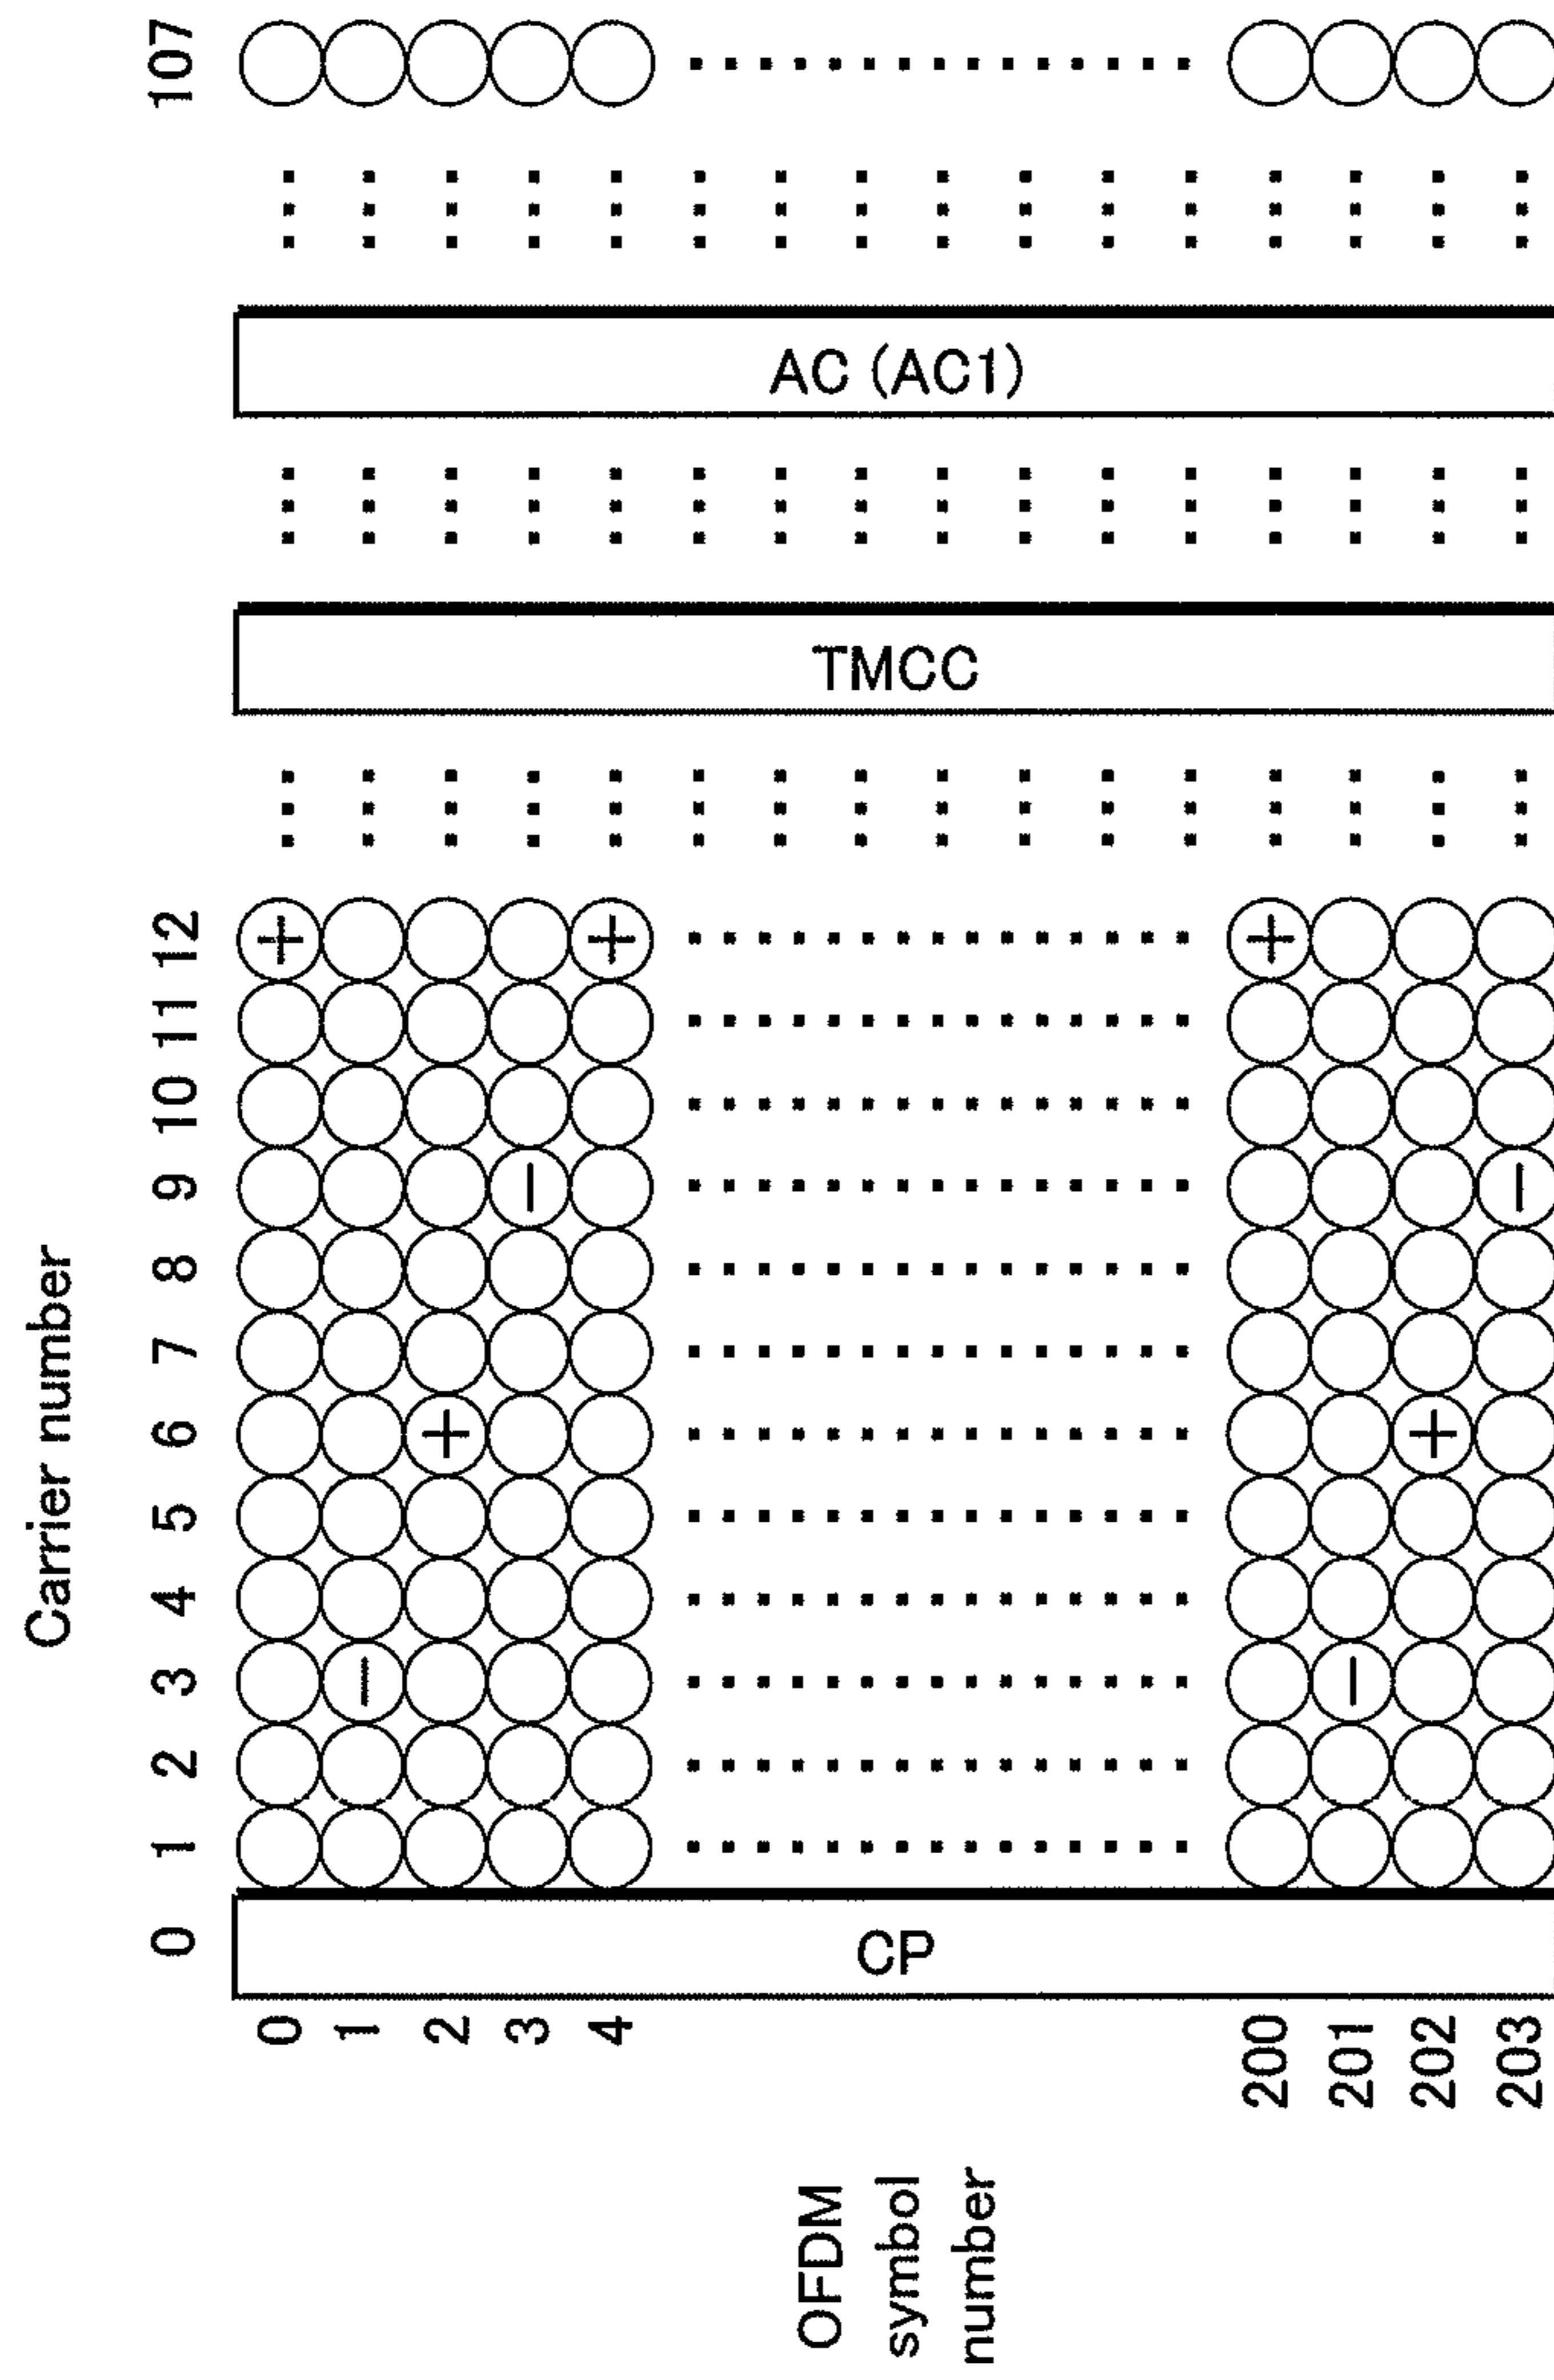 Carrier number
0 1 2 3 4 5 6 7 8 9 10 11 12 107
OFDM
symbol
number
0
1
2
3
4
200
201
202
203
CP
TMCC
AC (AC1)
+
+
+
+
+
−
−
−
−